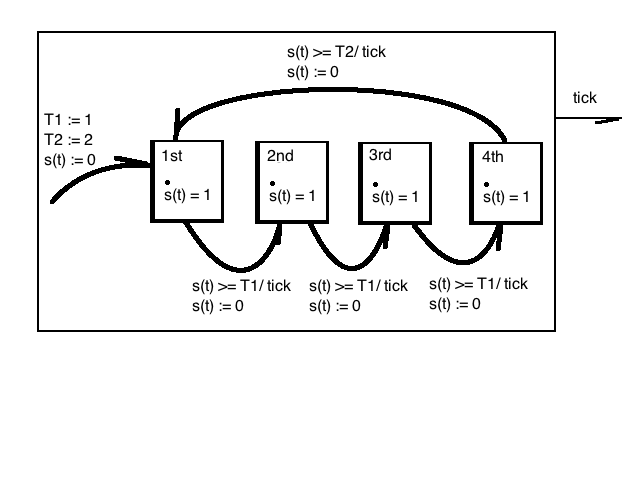 s(t) >= T2/ tick
s(t) := 0
tick
T1 := 1
T2 := 2
s(t) := 0
1st
s(t) = 1
2nd
s(t) = 1
3rd
s(t) = 1
4th
s(t) = 1
s(t) >= T1/ tick
s(t) := 0
s(t) >= T1/ tick
s(t) := 0
s(t) >= T1/ tick
s(t) := 0